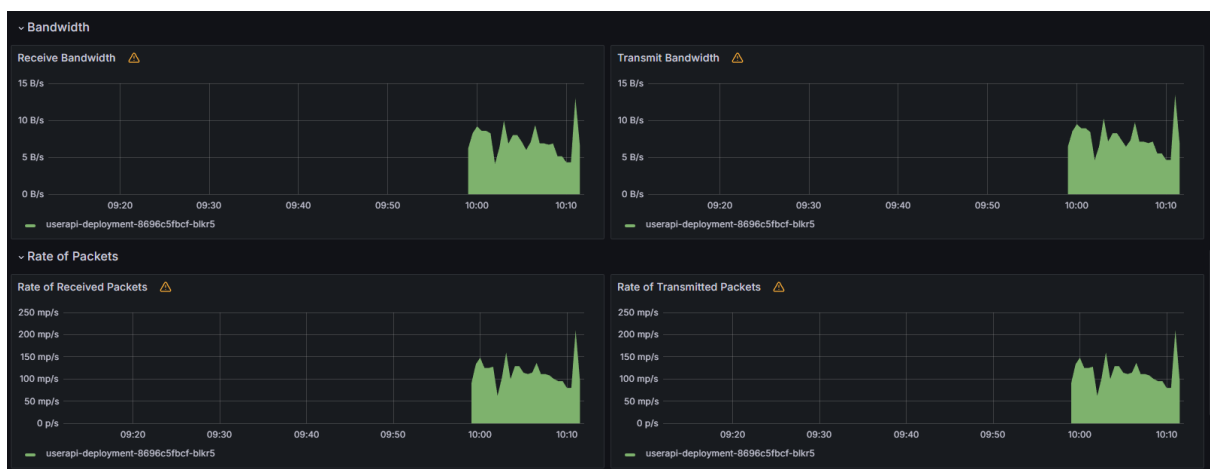 Bandwidth
Receive Bandwidth
15 B/s
10 B/s
5 B/s
0 B/s
09:20 09:30 09:40 09:50 10:00 10:10
userapi-deployment-8696c5fbcf-blkr5
Transmit Bandwidth
15 B/s
10 B/s
5 B/s
0 B/s
09:20 09:30 09:40 09:50 10:00 10:10
userapi-deployment-8696c5fbcf-blkr5
Rate of Packets
Rate of Received Packets
250 mp/s
200 mp/s
150 mp/s
100 mp/s
50 mp/s
0 p/s
09:20 09:30 09:40 09:50 10:00 10:10
userapi-deployment-8696c5fbcf-blkr5
Rate of Transmitted Packets
250 mp/s
200 mp/s
150 mp/s
100 mp/s
50 mp/s
0 p/s
09:20 09:30 09:40 09:50 10:00 10:10
userapi-deployment-8696c5fbcf-blkr5